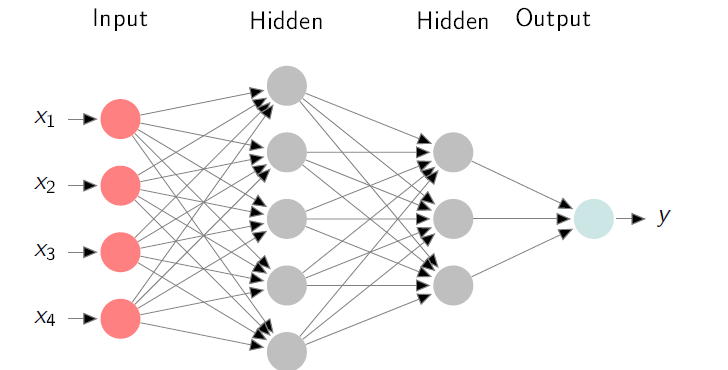 Input Hidden Hidden Output
x1
x2
x3
x4
y